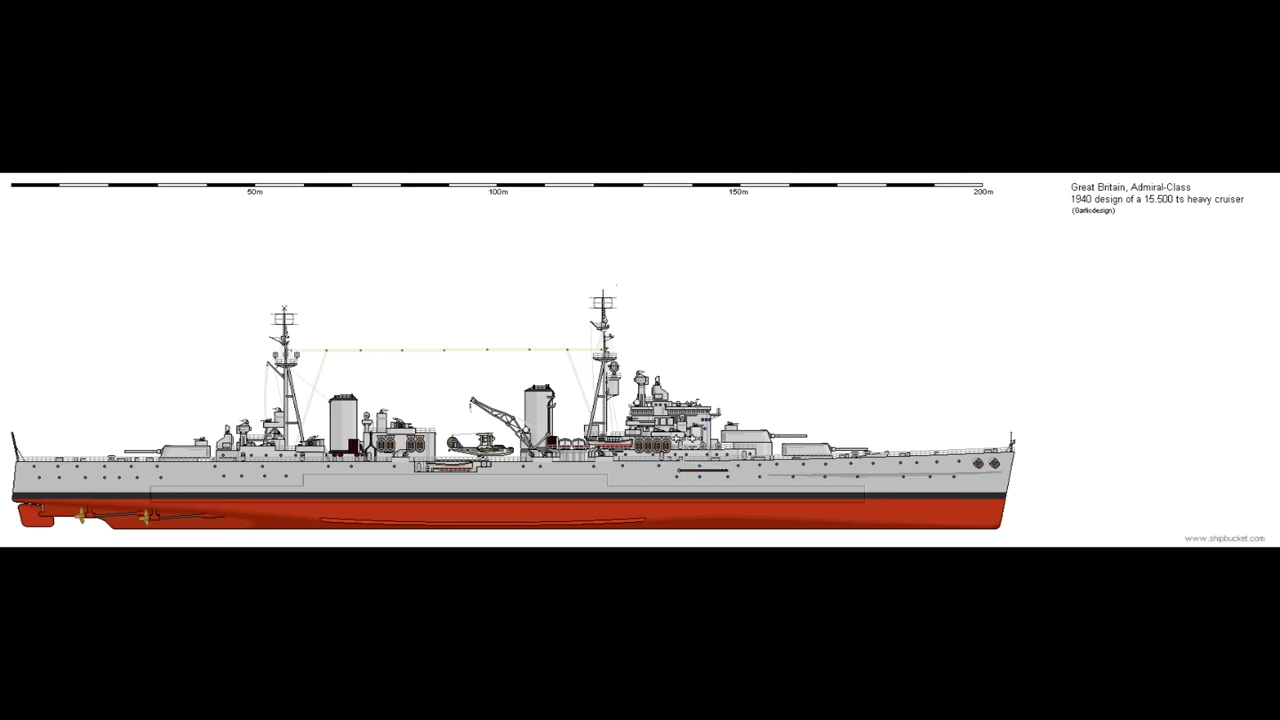 50m
100m
150m
200m
Great Britain, Admiral-Class
1940 design of a 15.500 ts heavy cruiser
(Garlicdesign)
www.shipbucket.com